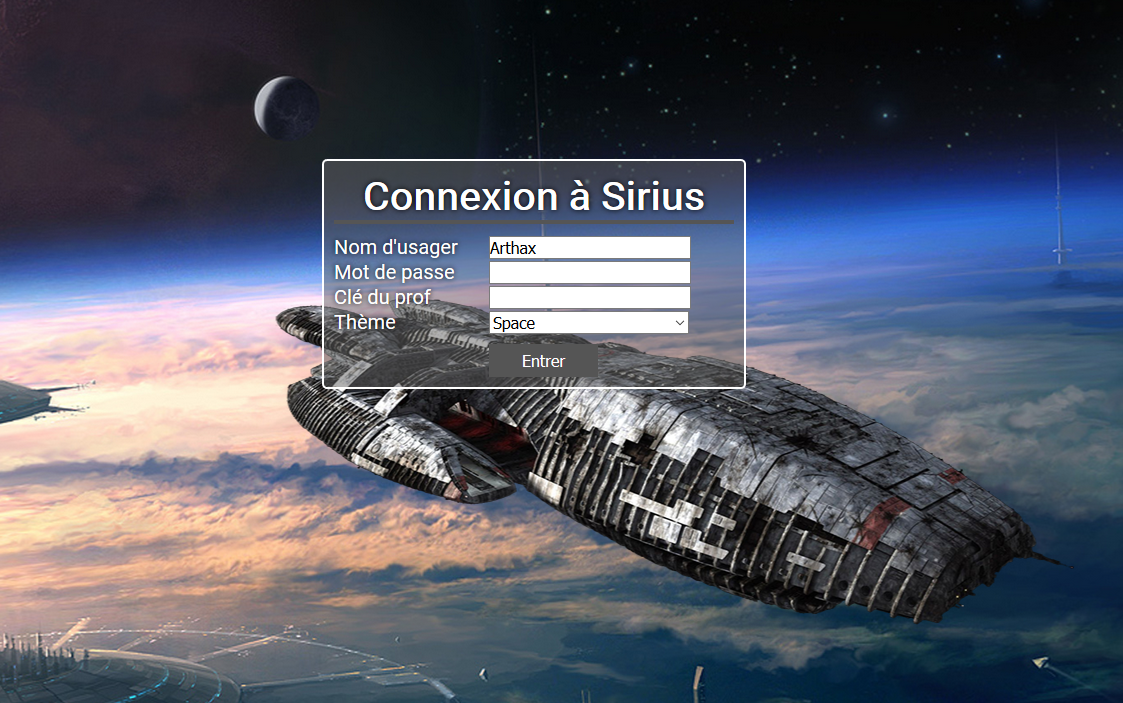 Connexion à Sirius
Nom d'usager Arthax
Mot de passe
Clé du prof
Thème Space
Entrer